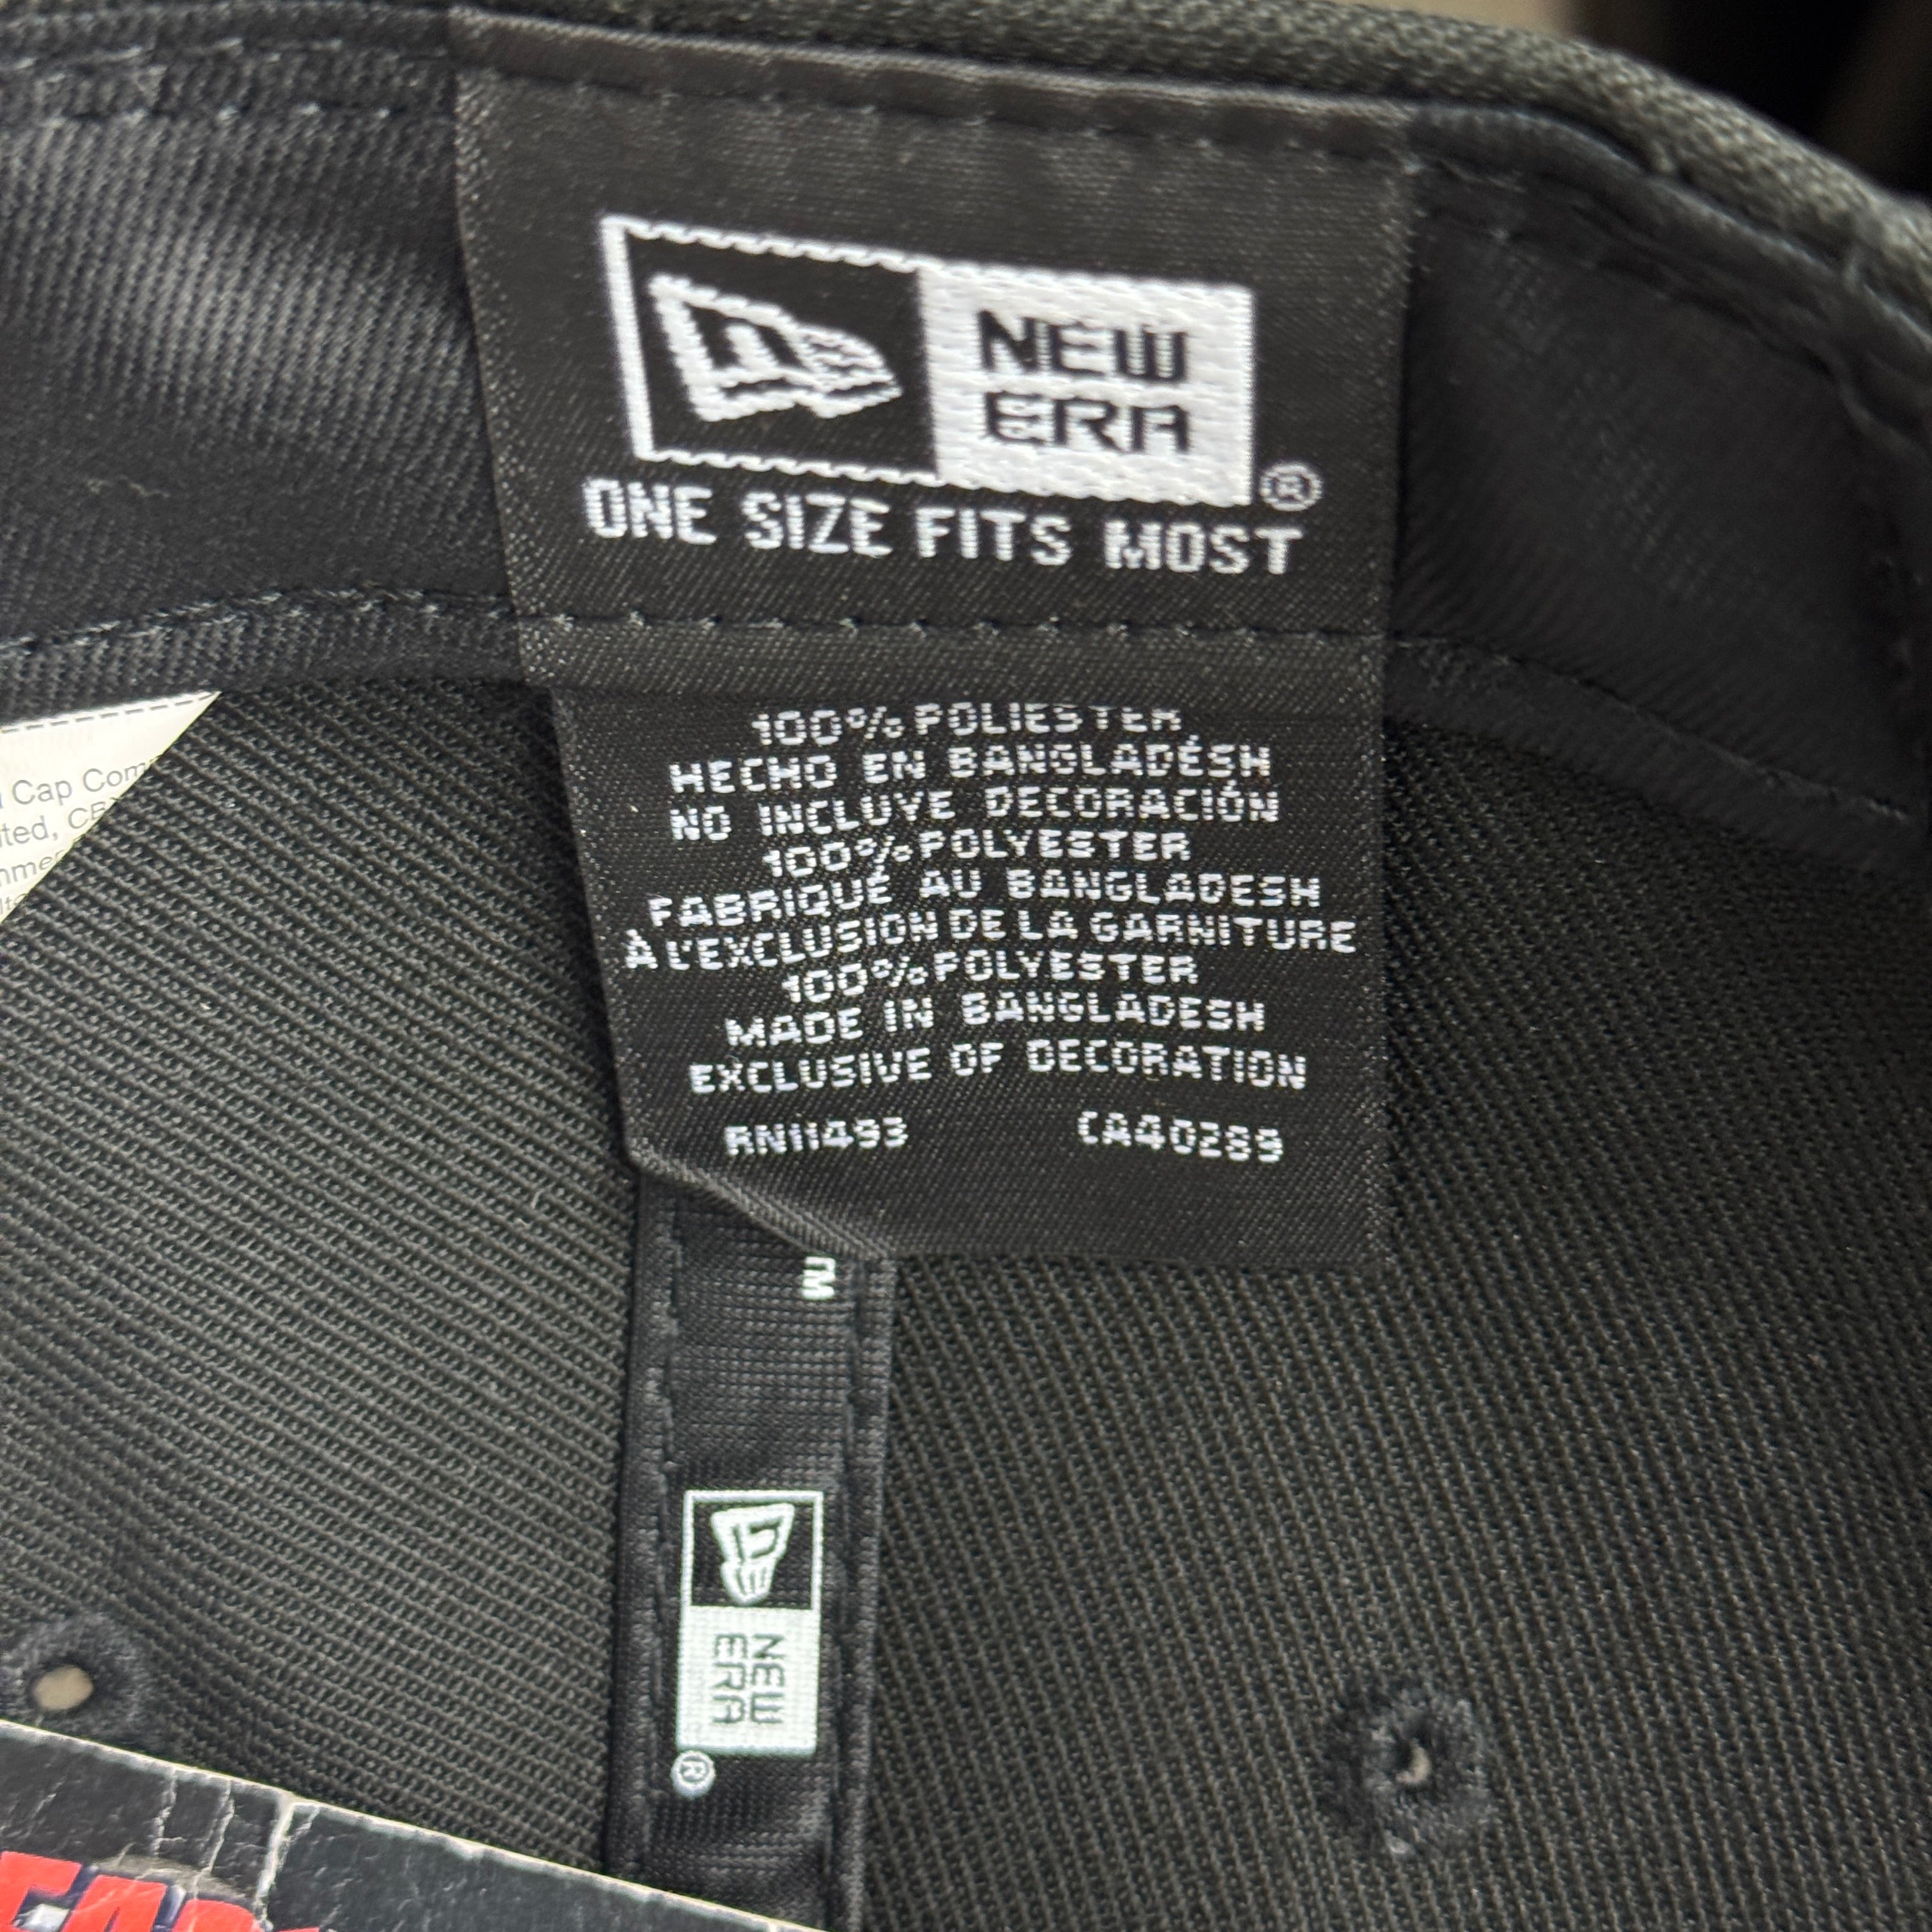 NEW
ERA
®
ONE SIZE FITS MOST
100% POLIESTER
HECHO EN BANGLADÉSH
NO INCLUYE DECORACIÓN
100% POLYESTER
FABRIQUÉ AU BANGLADESH
À L'EXCLUSION DE LA GARNITURE
100% POLYESTER
MADE IN BANGLADESH
EXCLUSIVE OF DECORATION
RN11493 CA40289
Cap
NEW
ERA
®